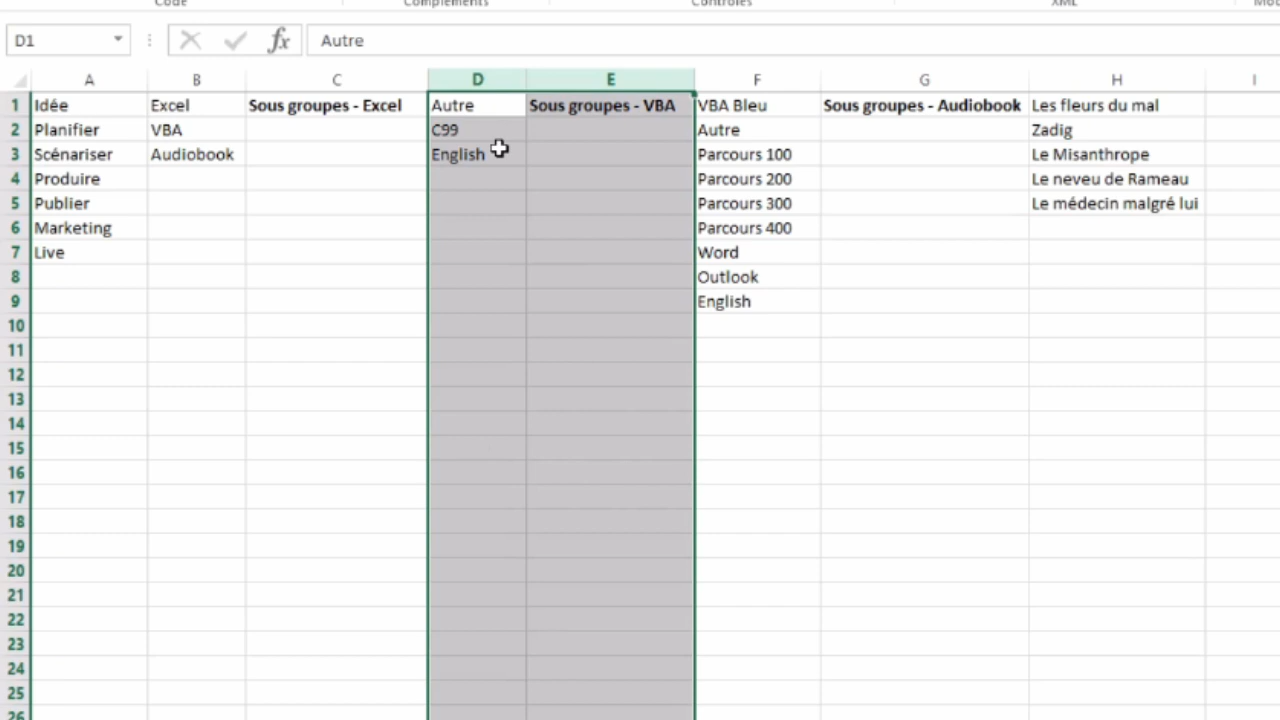 Code Compléments Contrôles XML
D1 fx Autre
A B C D E F G H I
1 Idée Excel Sous groupes - Excel Autre Sous groupes - VBA VBA Bleu Sous groupes - Audiobook Les fleurs du mal
2 Planifier VBA C99 Autre Zadig
3 Scénariser Audiobook English Parcours 100 Le Misanthrope
4 Produire Parcours 200 Le neveu de Rameau
5 Publier Parcours 300 Le médecin malgré lui
6 Marketing Parcours 400
7 Live Word
8 Outlook
9 English
10
11
12
13
14
15
16
17
18
19
20
21
22
23
24
25
26